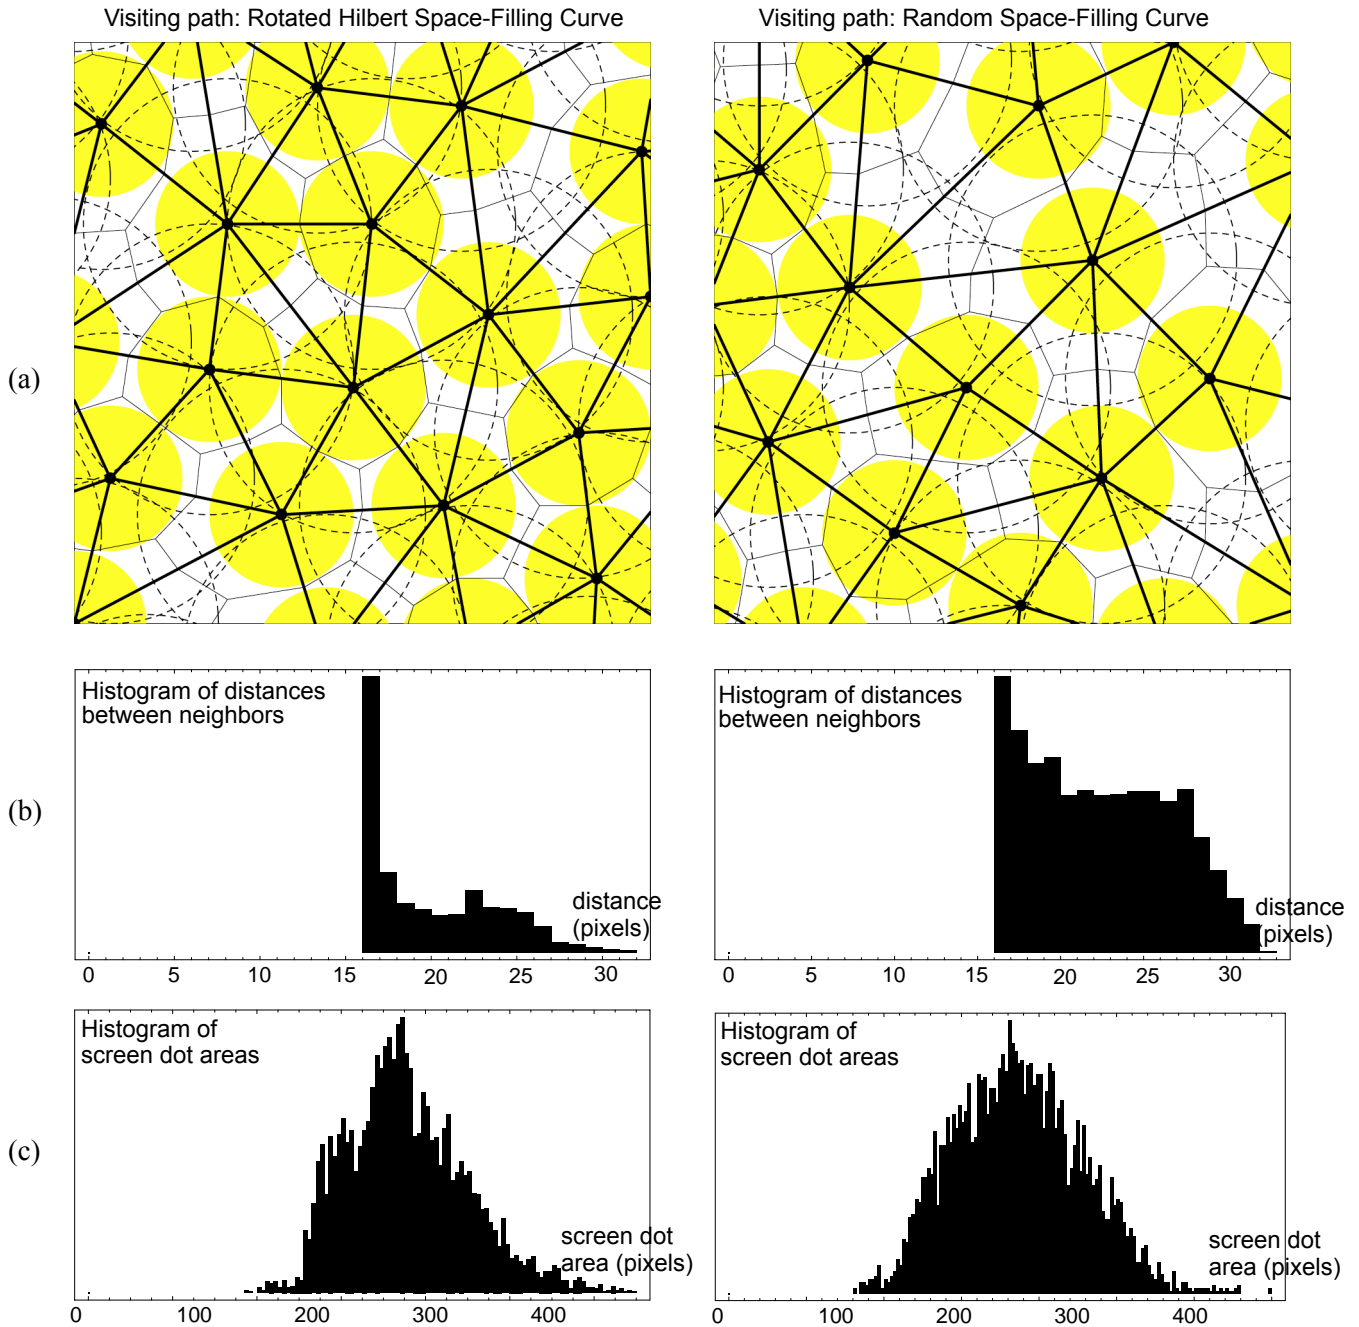 Visiting path: Rotated Hilbert Space-Filling Curve
Visiting path: Random Space-Filling Curve
(a)
(b)
Histogram of distances
between neighbors
distance
(pixels)
0 5 10 15 20 25 30
Histogram of distances
between neighbors
distance
(pixels)
0 5 10 15 20 25 30
(c)
Histogram of
screen dot areas
screen dot
area (pixels)
0 100 200 300 400
Histogram of
screen dot areas
screen dot
area (pixels)
0 100 200 300 400